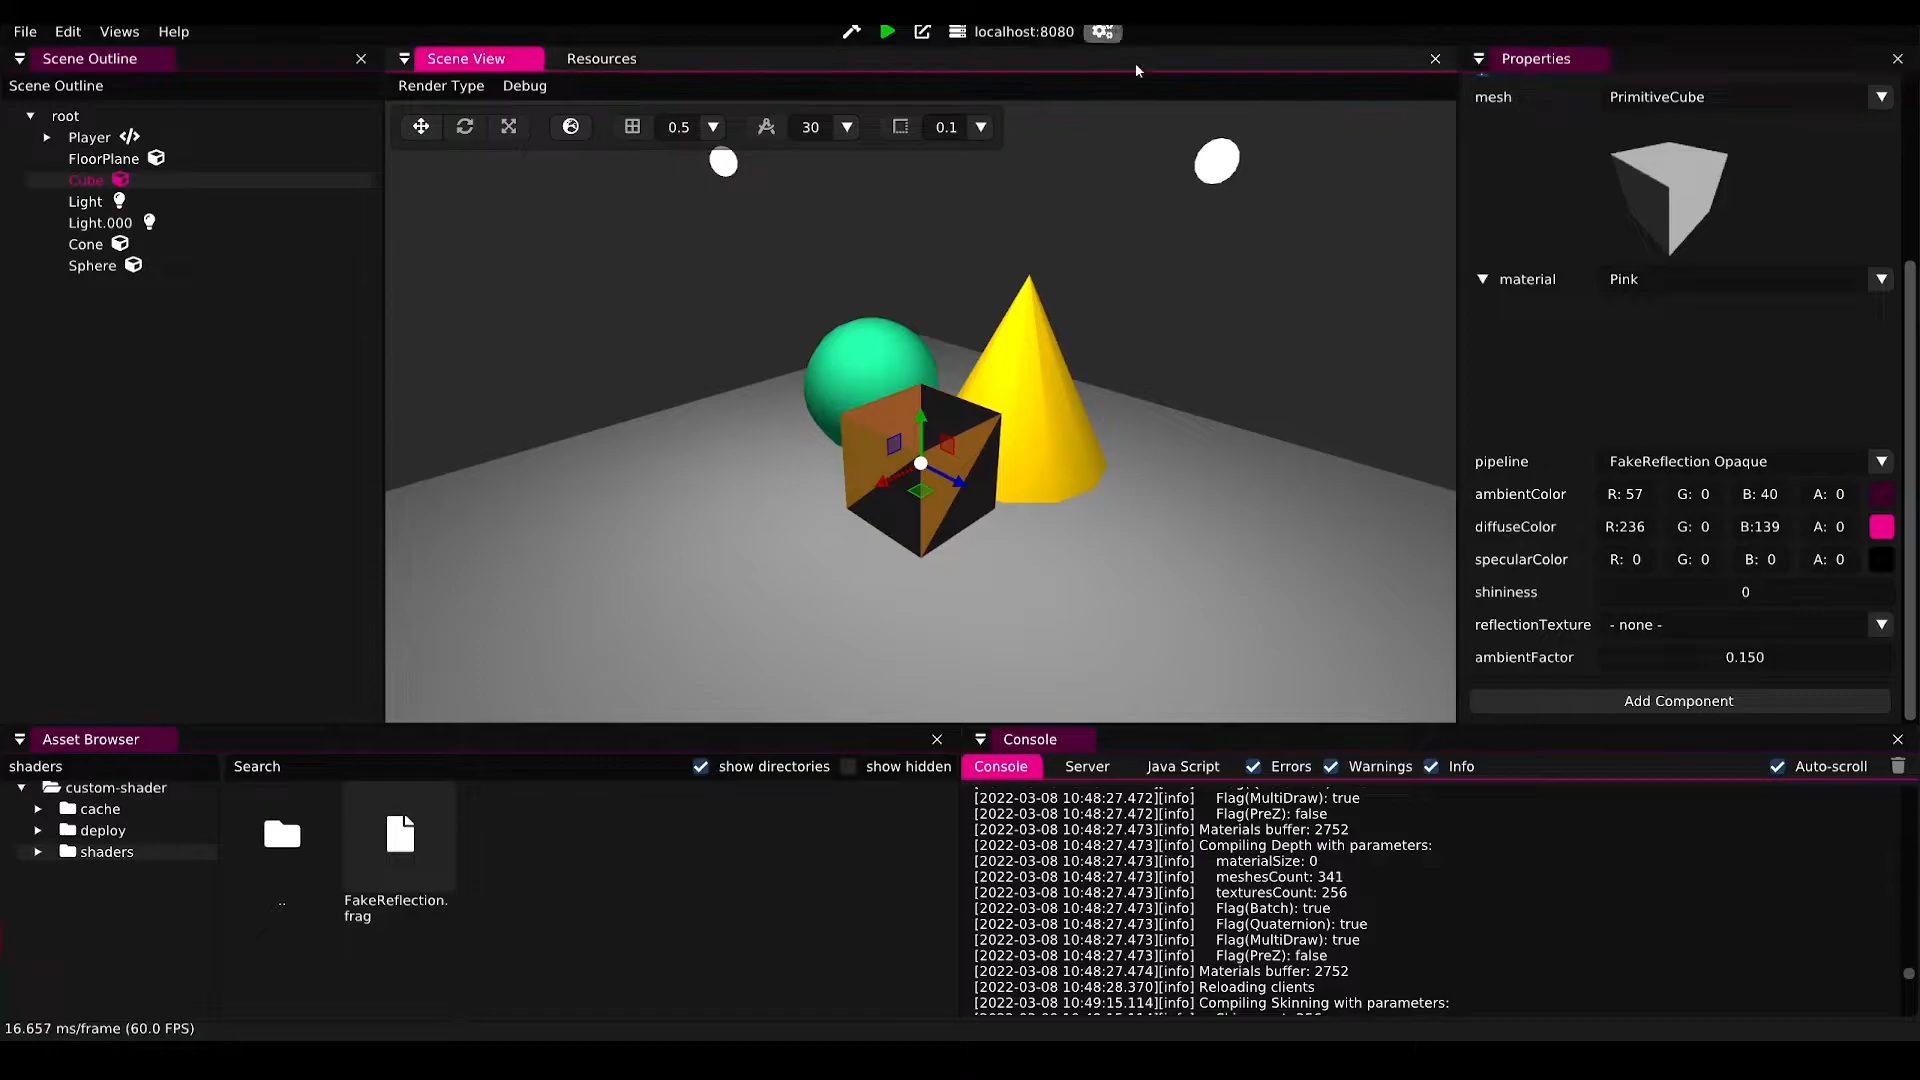 File Edit Views Help localhost:8080
Scene Outline
Scene Outline
root
Player
FloorPlane
Cube
Light
Light.000
Cone
Sphere
Scene View Resources
Render Type Debug
0.5 30 0.1
Properties
mesh PrimitiveCube
material Pink
pipeline FakeReflection Opaque
ambientColor R: 57 G: 0 B: 40 A: 0
diffuseColor R:236 G: 0 B:139 A: 0
specularColor R: 0 G: 0 B: 0 A: 0
shininess 0
reflectionTexture - none -
ambientFactor 0.150
Add Component
Asset Browser
shaders
custom-shader
cache
deploy
shaders
Search show directories show hidden
..
FakeReflection.
frag
Console
Console Server Java Script Errors Warnings Info Auto-scroll
[2022-03-08 10:48:27.472][info] Flag(MultiDraw): true
[2022-03-08 10:48:27.472][info] Flag(PreZ): false
[2022-03-08 10:48:27.473][info] Materials buffer: 2752
[2022-03-08 10:48:27.473][info] Compiling Depth with parameters:
[2022-03-08 10:48:27.473][info] materialSize: 0
[2022-03-08 10:48:27.473][info] meshesCount: 341
[2022-03-08 10:48:27.473][info] texturesCount: 256
[2022-03-08 10:48:27.473][info] Flag(Batch): true
[2022-03-08 10:48:27.473][info] Flag(Quaternion): true
[2022-03-08 10:48:27.473][info] Flag(MultiDraw): true
[2022-03-08 10:48:27.473][info] Flag(PreZ): false
[2022-03-08 10:48:27.474][info] Materials buffer: 2752
[2022-03-08 10:48:28.370][info] Reloading clients
[2022-03-08 10:49:15.114][info] Compiling Skinning with parameters:
16.657 ms/frame (60.0 FPS)